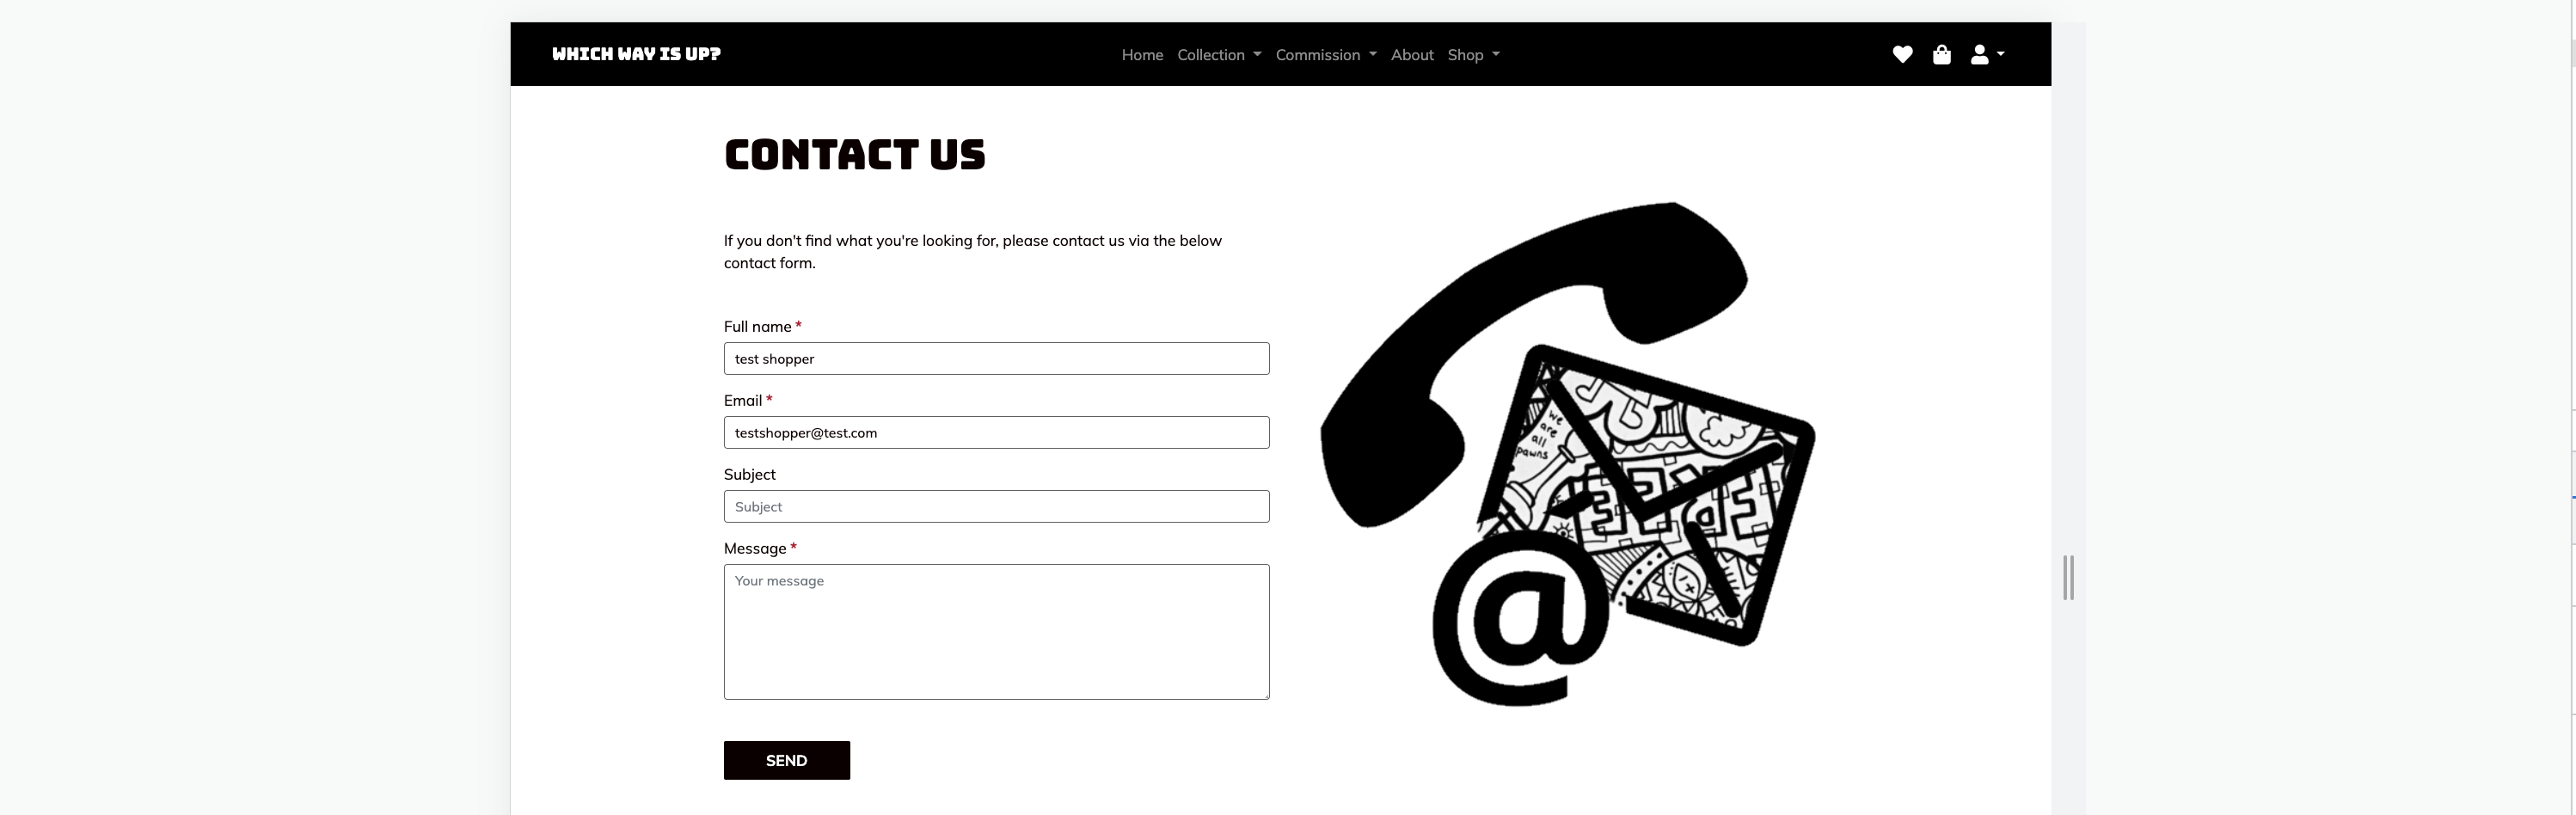 WHICH WAY IS UP?
Home Collection Commission About Shop
CONTACT US
If you don't find what you're looking for, please contact us via the below
contact form.
Full name *
test shopper
Email *
testshopper@test.com
Subject
Subject
Message *
Your message
SEND
we
are
all
pawns
@